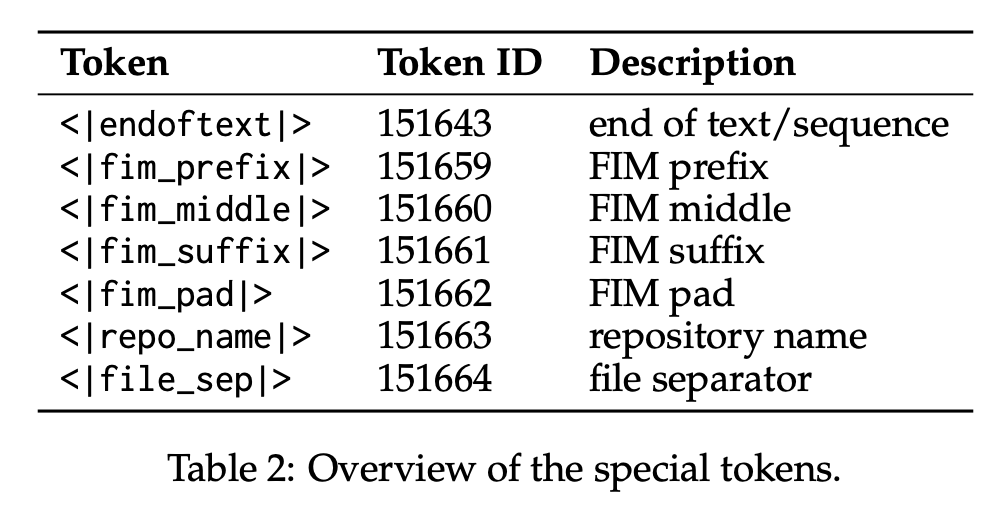 Token Token ID Description
<|endoftext|> 151643 end of text/sequence
<|fim_prefix|> 151659 FIM prefix
<|fim_middle|> 151660 FIM middle
<|fim_suffix|> 151661 FIM suffix
<|fim_pad|> 151662 FIM pad
<|repo_name|> 151663 repository name
<|file_sep|> 151664 file separator
Table 2: Overview of the special tokens.